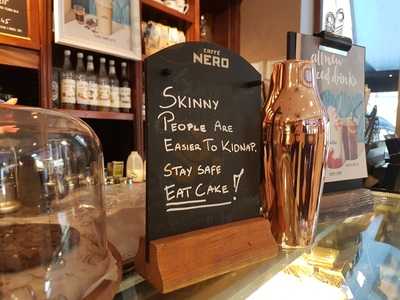 CAFFÈ
NERO
SKINNY
PEOPLE ARE
EASIER TO KIDNAP.
STAY SAFE
EAT CAKE!